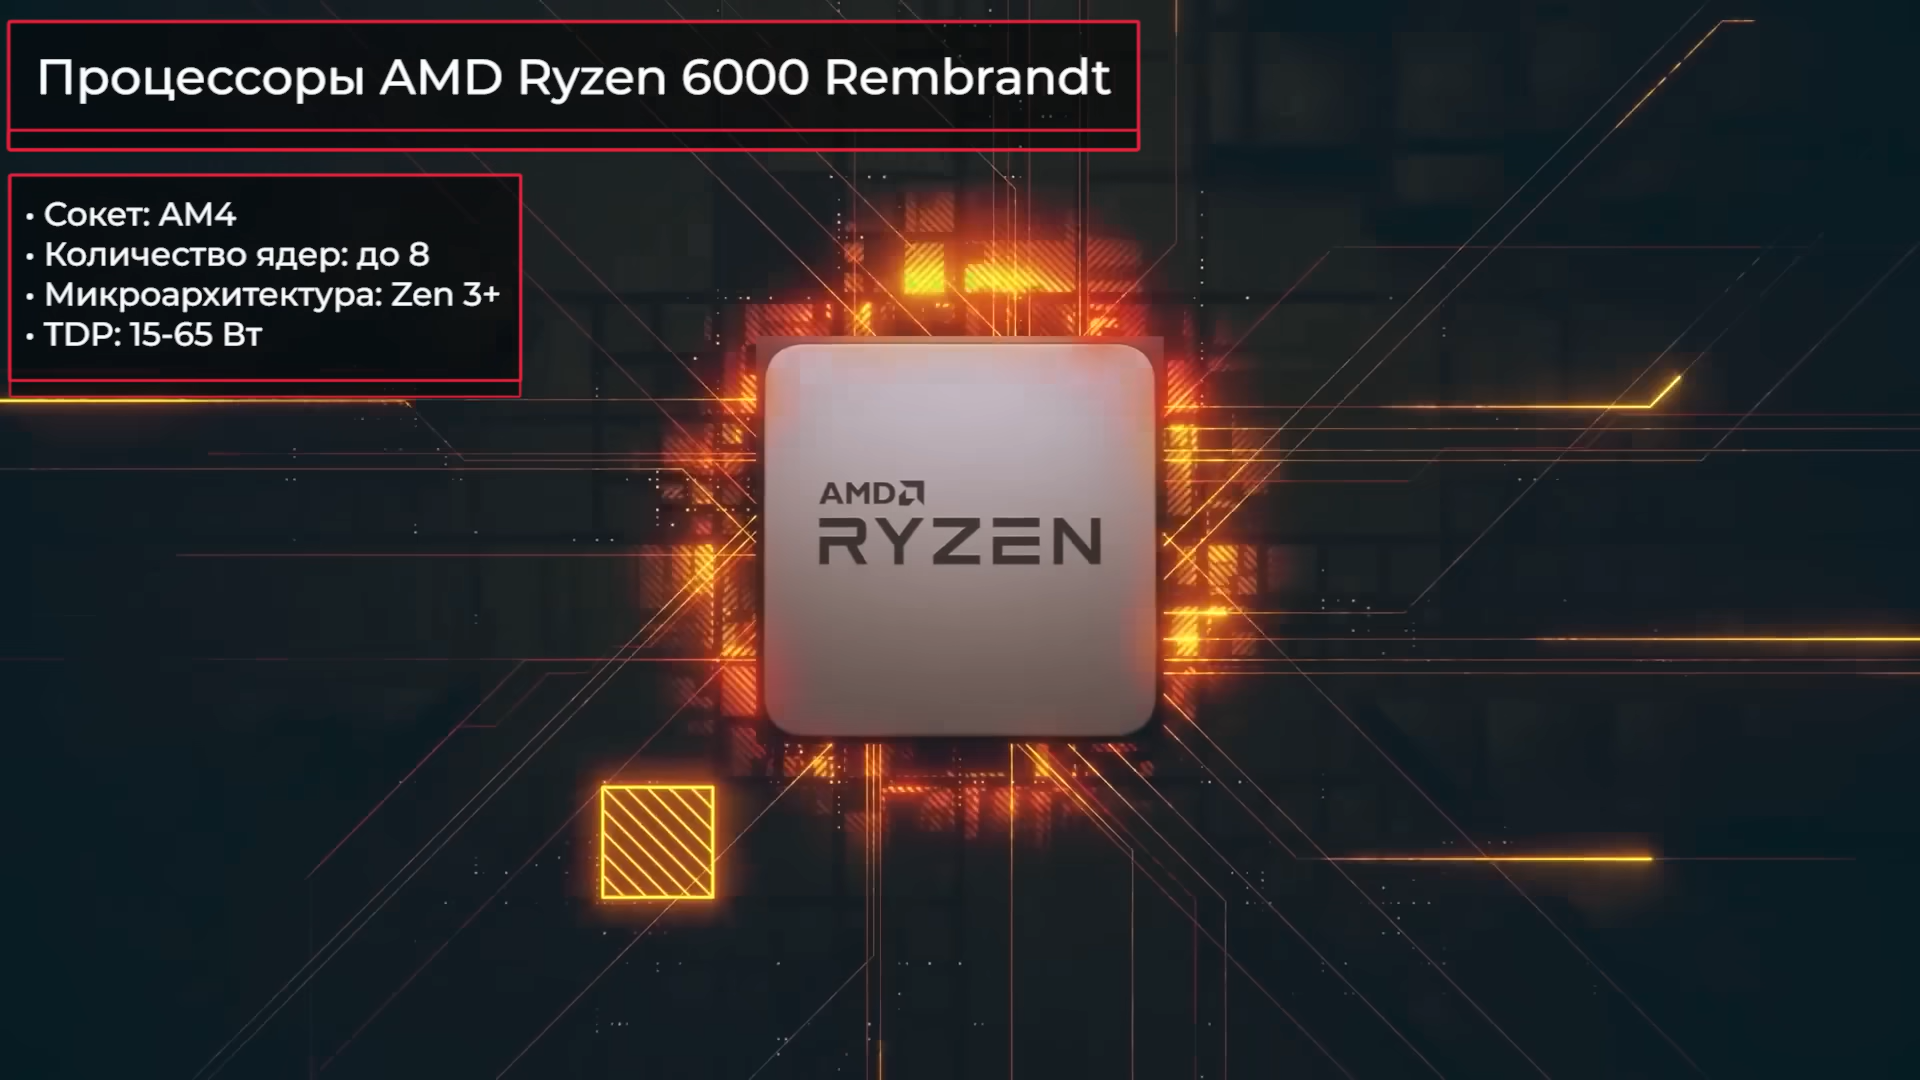 Процессоры AMD Ryzen 6000 Rembrandt
• Сокет: AM4
• Количество ядер: до 8
• Микроархитектура: Zen 3+
• TDP: 15-65 Вт
AMD
RYZEN